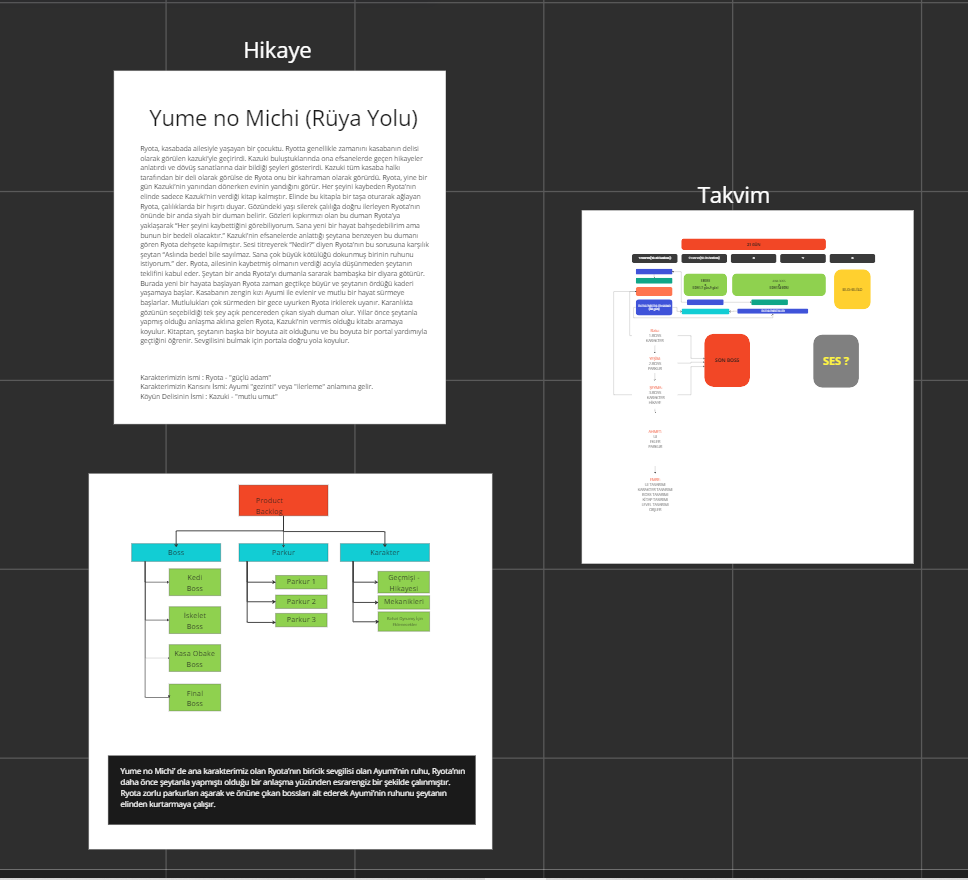 Hikaye
Yume no Michi (Rüya Yolu)
Ryota, kasabada ailesiyle yaşayan bir çocuktu. Ryotta genellikle zamanını kasabanın delisi
olarak görülen kazuki'yle geçirirdi. Kazuki buluştuklarında ona efsanelerde geçen hikayeler
anlatırdı ve dövüş sanatlarına dair bildiği şeyleri gösterirdi. Kazuki tüm kasaba halkı
tarafından bir deli olarak görülse de Ryota onu bir kahraman olarak görürdü. Ryota, yine bir
gün Kazuki'nin yanından dönerken evinin yandığını görür. Her şeyini kaybeden Ryota'nın
elinde sadece Kazuki'nin verdiği kitap kalmıştır. Elinde bu kitapla bir taşa oturarak ağlayan
Ryota, çalılıklarda bir hışırtı duyar. Gözündeki yaşı silerek çalılığa doğru ilerleyen Ryota'nın
önünde bir anda siyah bir duman belirir. Gözleri kıpkırmızı olan bu duman Ryota'ya
yaklaşarak "Her şeyini kaybettiğini görebiliyorum. Sana yeni bir hayat bahşedebilirim ama
bunun bir bedeli olacaktır." Kazuki'nin efsanelerde anlattığı şeytana benzeyen bu dumanı
gören Ryota dehşete kapılmıştır. Sesi titreyerek "Nedir?" diyen Ryota'nın bu sorusuna karşılık
şeytan "Aslında bedel bile sayılmaz. Sana çok büyük kötülüğü dokunmuş birinin ruhunu
istiyorum." der. Ryota, ailesinin kaybetmiş olmanın verdiği acıyla düşünmeden şeytanın
teklifini kabul eder. Şeytan bir anda Ryota'yı dumanla sararak bambaşka bir diyara götürür.
Burada yeni bir hayata başlayan Ryota zaman geçtikçe büyür ve şeytanın ördüğü kaderi
yaşamaya başlar. Kasabanın zengin kızı Ayumi ile evlenir ve mutlu bir hayat sürmeye
başlarlar. Mutlulukları çok sürmeden bir gece uyurken Ryota irkilerek uyanır. Karanlıkta
gözünün seçebildiği tek şey açık pencereden çıkan siyah duman olur. Yıllar önce şeytanla
yapmış olduğu anlaşma aklına gelen Ryota, Kazuki'nin vermis olduğu kitabı aramaya
koyulur. Kitaptan, şeytanın başka bir boyuta ait olduğunu ve bu boyuta bir portal yardımıyla
geçtiğini öğrenir. Sevgilisini bulmak için portala doğru yola koyulur.
Karakterimizin ismi : Ryota - "güçlü adam"
Karakterimizin Karısını İsmi: Ayumi "gezinti" veya "ilerleme" anlamına gelir.
Köyün Delisinin İsmi : Kazuki - "mutlu umut"
Takvim
SON BOSS
SES ?
Product
Backlog
Boss
Parkur
Karakter
Kedi
Boss
Iskelet
Boss
Kasa Obake
Boss
Final
Boss
Parkur 1
Parkur 2
Parkur 3
Geçmişi -
Hikayesi
Mekanikleri
Yume no Michi' de ana karakterimiz olan Ryota'nın biricik sevgilisi olan Ayumi'nin ruhu, Ryota'nın
daha önce şeytanla yapmıştı olduğu bir anlaşma yüzünden esrarengiz bir şekilde çalınmıştır.
Ryota zorlu parkurları aşarak ve önüne çıkan bossları alt ederek Ayumi'nin ruhunu şeytanın
elinden kurtarmaya çalışır.